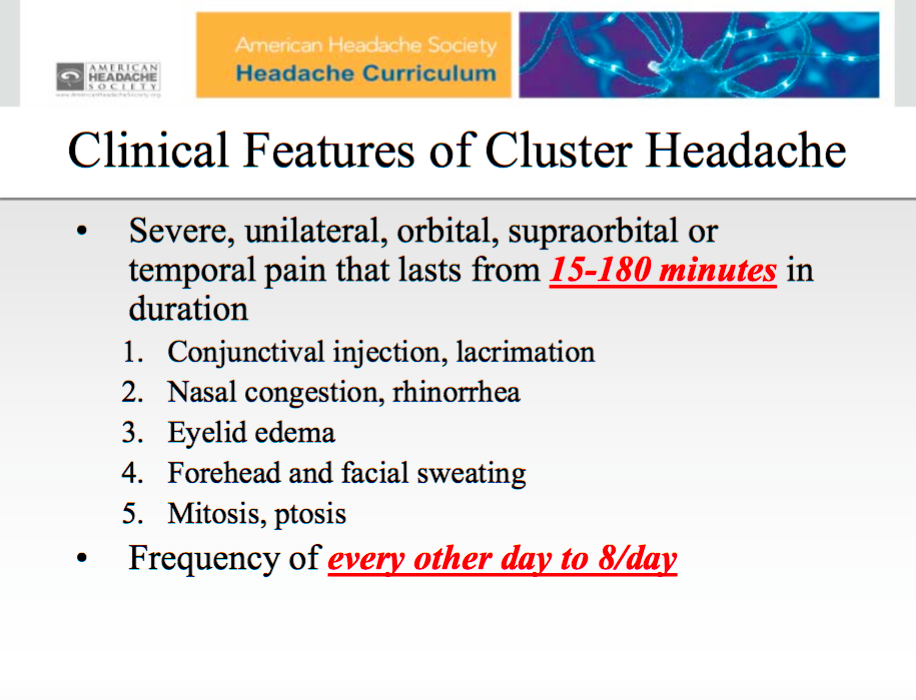 American Headache Society
Headache Curriculum
AMERICAN
HEADACHE
SOCIETY
www.americanheadachesociety.org
Clinical Features of Cluster Headache
• Severe, unilateral, orbital, supraorbital or
temporal pain that lasts from 15-180 minutes in
duration
1. Conjunctival injection, lacrimation
2. Nasal congestion, rhinorrhea
3. Eyelid edema
4. Forehead and facial sweating
5. Mitosis, ptosis
• Frequency of every other day to 8/day